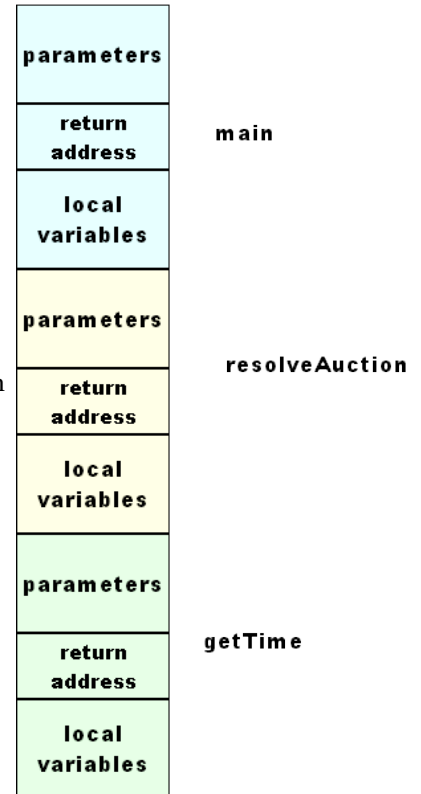 parameters
return
address
main
local
variables
parameters
resolveAuction
n
return
address
local
variables
parameters
getTime
return
address
local
variables